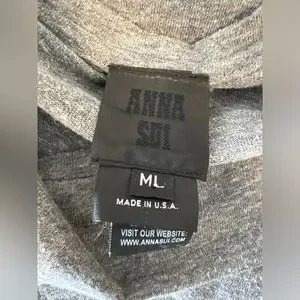 ANNA
SUI
ML
MADE IN U.S.A.
VISIT OUR WEBSITE:
WWW.ANNASUI.COM